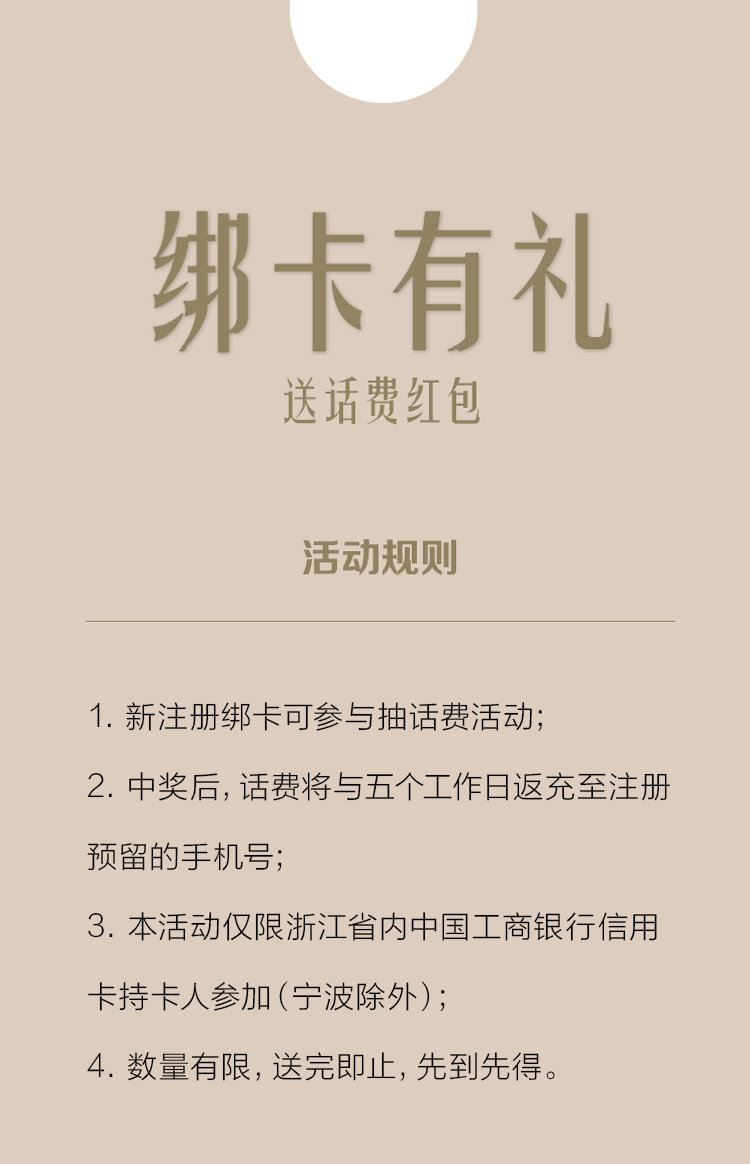 绑卡有礼
送话费红包
活动规则
1. 新注册绑卡可参与抽话费活动;
2. 中奖后, 话费将与五个工作日返充至注册
预留的手机号;
3. 本活动仅限浙江省内中国工商银行信用
卡持卡人参加(宁波除外);
4. 数量有限, 送完即止, 先到先得。